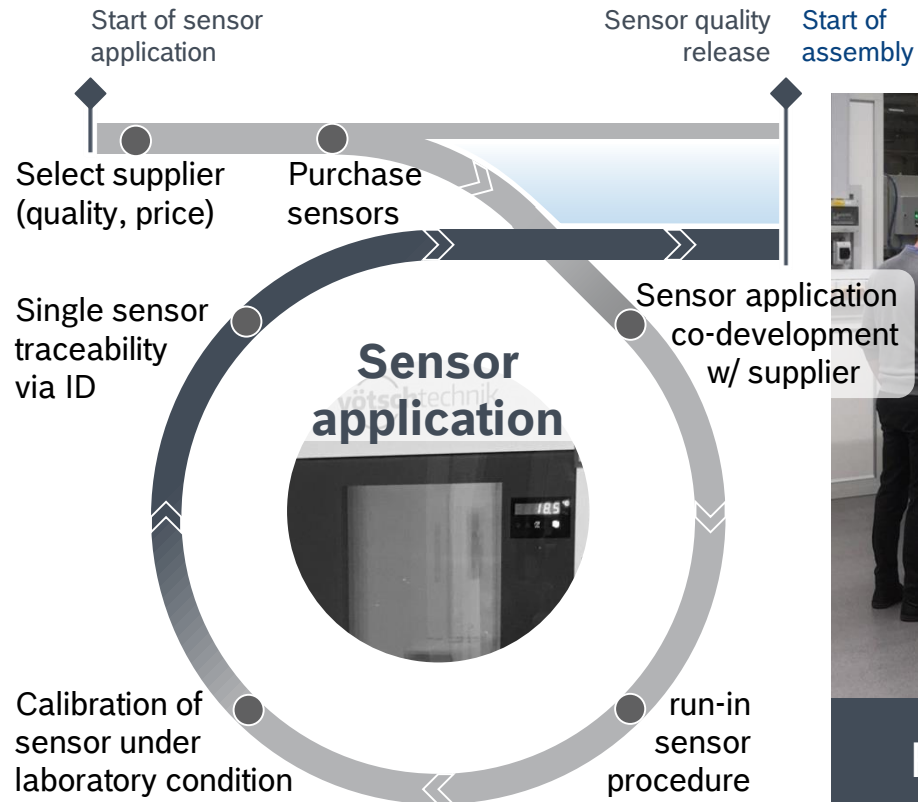 Start of sensor
application
Sensor quality
release
Start of
assembly
Select supplier
(quality, price)
Purchase
sensors
Single sensor
traceability
via ID
Sensor application
co-development
w/ supplier
vötschtechnik
Sensor
application
18.5
Calibration of
sensor under
laboratory condition
run-in
sensor
procedure